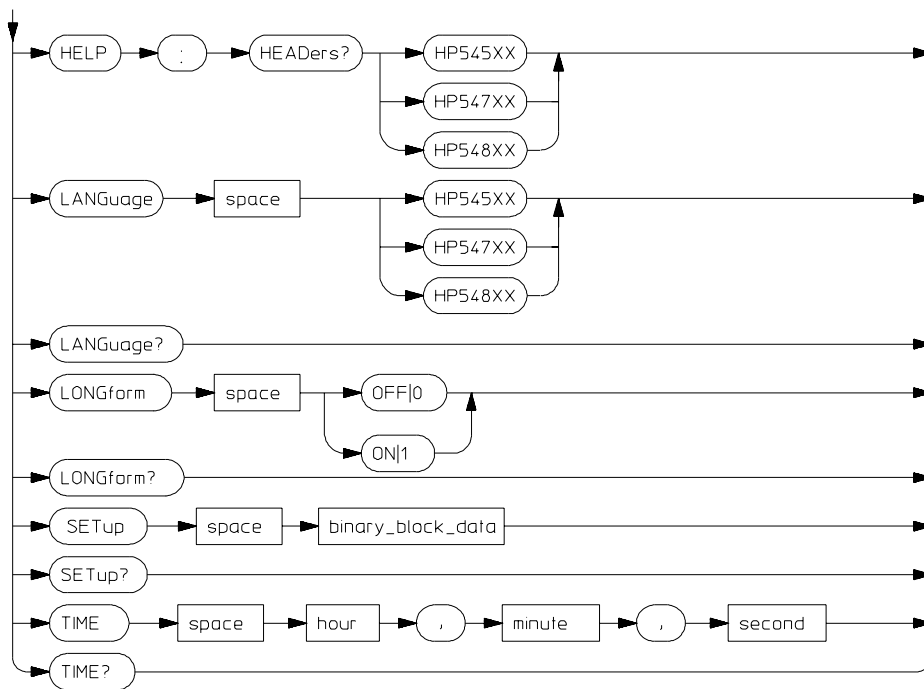 HELP : HEADers? HP545XX
HP547XX
HP548XX
LANGuage space HP545XX
HP547XX
HP548XX
LANGuage?
LONGform space OFF|0
ON|1
LONGform?
SETup space binary_block_data
SETup?
TIME space hour , minute , second
TIME?